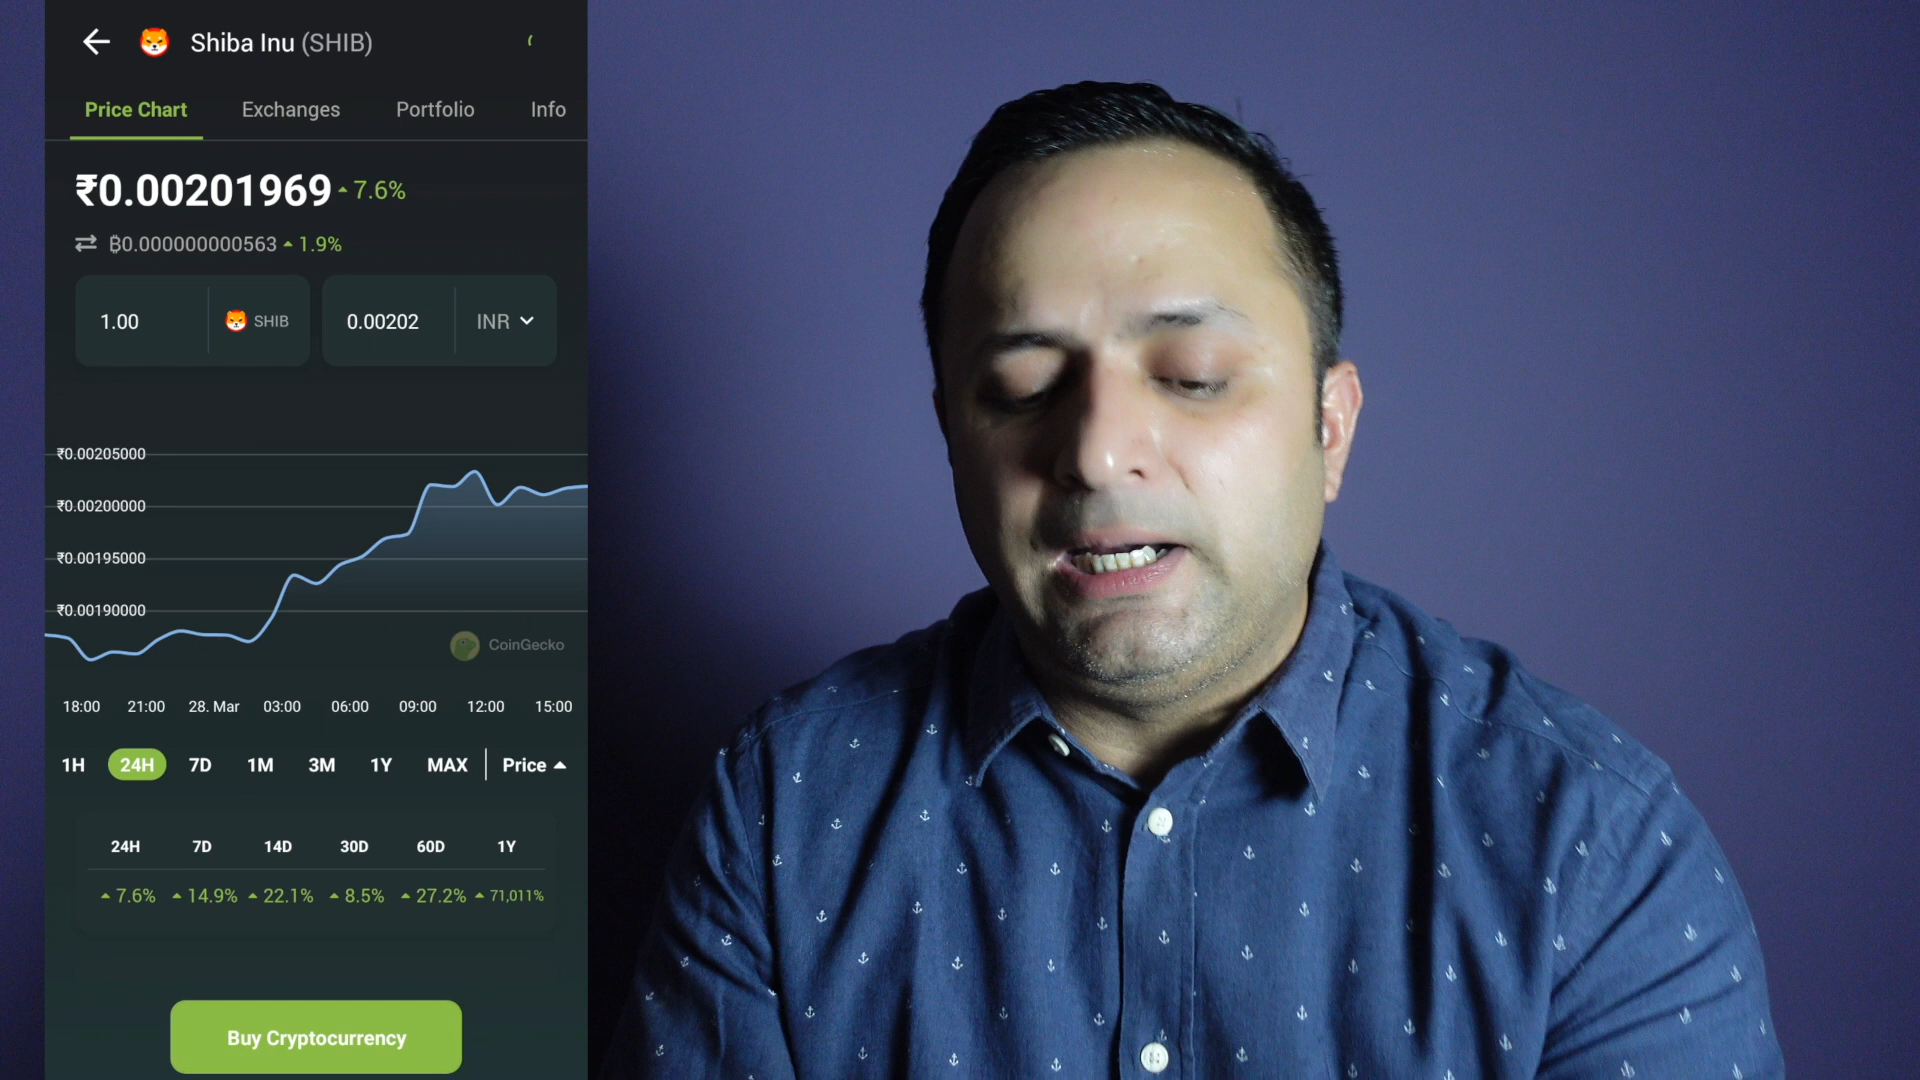 Shiba Inu (SHIB)
Price Chart Exchanges Portfolio Info
₹0.00201969 7.6%
₿0.000000000563 1.9%
1.00 SHIB 0.00202 INR
₹0.00205000
₹0.00200000
₹0.00195000
₹0.00190000
CoinGecko
18:00 21:00 28. Mar 03:00 06:00 09:00 12:00 15:00
1H 24H 7D 1M 3M 1Y MAX Price
24H 7D 14D 30D 60D 1Y
7.6% 14.9% 22.1% 8.5% 27.2% 71,011%
Buy Cryptocurrency